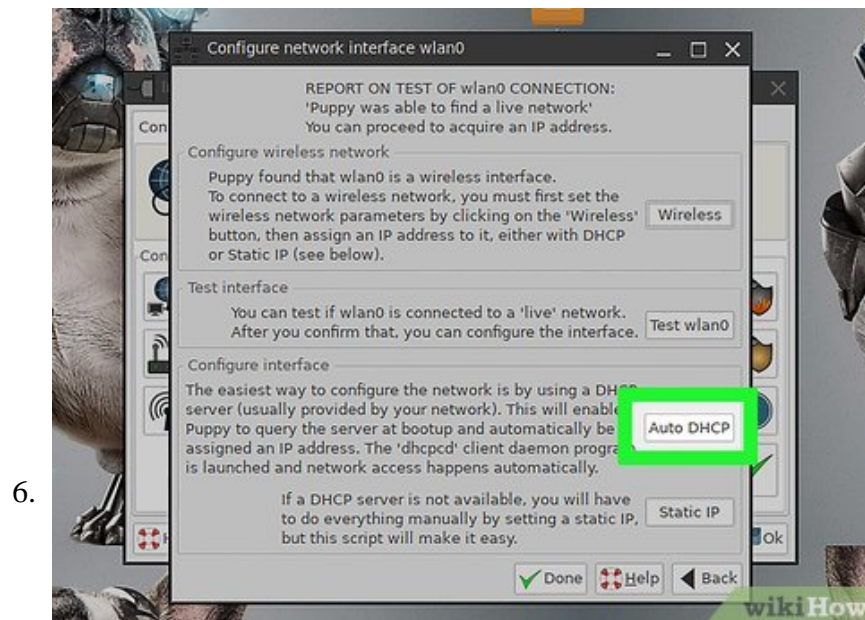 Configure network interface wlan0
REPORT ON TEST OF wlan0 CONNECTION:
'Puppy was able to find a live network'
You can proceed to acquire an IP address.
Con
Configure wireless network
Puppy found that wlan0 is a wireless interface.
To connect to a wireless network, you must first set the
wireless network parameters by clicking on the 'Wireless'
button, then assign an IP address to it, either with DHCP
or Static IP (see below).
Wireless
Con
Test interface
You can test if wlan0 is connected to a 'live' network.
After you confirm that, you can configure the interface.
Test wlan0
Configure interface
The easiest way to configure the network is by using a DHCP
server (usually provided by your network). This will enable
Puppy to query the server at bootup and automatically be
assigned an IP address. The 'dhcpcd' client daemon program
is launched and network access happens automatically.
Auto DHCP
6.
If a DHCP server is not available, you will have
to do everything manually by setting a static IP,
but this script will make it easy.
Static IP
Ok
Done
Help
Back
wikiHow